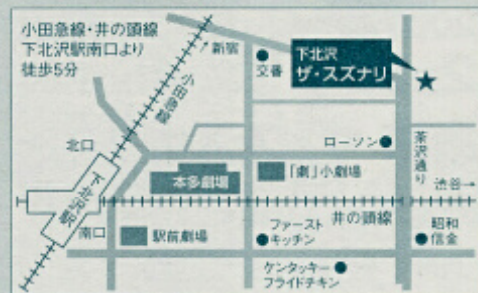 小田急線・井の頭線
下北沢駅南口より
徒歩5分
↗新宿
交番
下北沢
ザ・スズナリ
小田急線
北口
ローソン
茶沢通り
下北沢駅
本多劇場
「劇」小劇場
渋谷→
南口
駅前劇場
ファースト
キッチン
井の頭線
昭和
信金
ケンタッキー
フライドチキン